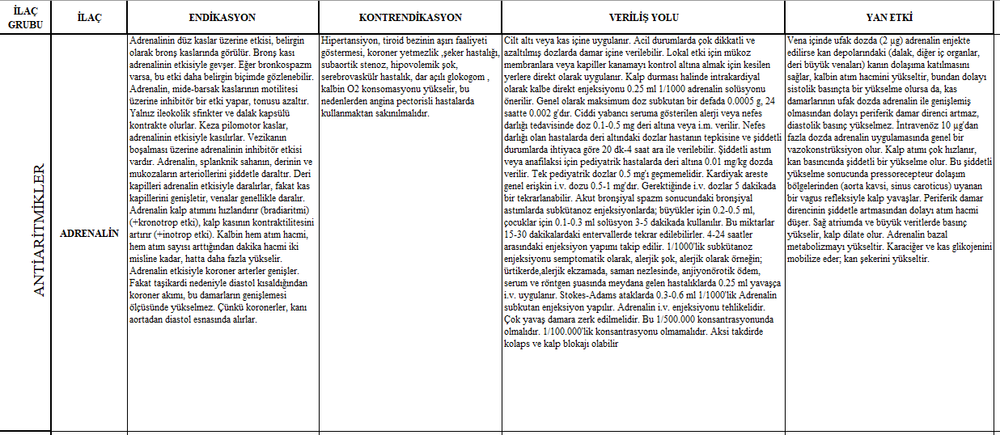 İLAÇ
GRUBU
İLAÇ
ENDİKASYON
KONTRENDİKASYON
VERİLİŞ YOLU
YAN ETKİ
ANTİARİTMİKLER
ADRENALİN
Adrenalinin düz kaslar üzerine etkisi, belirgin
olarak bronş kaslarında görülür. Bronş kası
adrenalinin etkisiyle gevşer. Eğer bronkospazm
varsa, bu etki daha belirgin biçimde gözlenebilir.
Adrenalin, mide-barsak kaslarının motilitesi
üzerine inhibitör bir etki yapar, tonusu azaltır.
Yalnız ileokolik sfinkter ve dalak kapsülü
kontrakte olurlar. Keza pilomotor kaslar,
adrenalinin etkisiyle kasılırlar. Vezikanın
boşalması üzerine adrenalinin inhibitör etkisi
vardır. Adrenalin, splanknik sahanın, derinin ve
mukozaların arteriollerini şiddetle daraltır. Deri
kapilleri adrenalin etkisiyle daralırlar, fakat kas
kapillerini genişletir, venalar genellikle daralır.
Adrenalin kalp atımını hızlandırır (bradiaritmi)
(+kronotrop etki), kalp kasının kontraktilitesini
artırır (+inotrop etki). Kalbin hem atım hacmi,
hem atım sayısı arttığından dakika hacmi iki
misline kadar, hatta daha fazla yükselir.
Adrenalin etkisiyle koroner arterler genişler.
Fakat taşikardi nedeniyle diastol kısaldığından
koroner akımı, bu damarların genişlemesi
ölçüsünde yükselmez. Çünkü koronerler, kanı
aortadan diastol esnasında alırlar.
Hipertansiyon, tiroid bezinin aşırı faaliyeti
göstermesi, koroner yetmezlik ,şeker hastalığı,
subaortik stenoz, hipovolemik şok,
serebrovaskülr hastalık, dar açılı glokogom ,
kalbin O2 konsomasyonu yükselir, bu
nedenlerden angina pectorisli hastalarda
kullanmaktan sakınılmalıdır.
Cilt altı veya kas içine uygulanır. Acil durumlarda çok dikkatli ve
azaltılmış dozlarda damar içine verilebilir. Lokal etki için mükoz
membranlara veya kapiller kanamayı kontrol altına almak için kesilen
yerlere direkt olarak uygulanır. Kalp durması halinde intrakardiyal
olarak kalbe direkt enjeksiyonu 0.25 ml 1/1000 adrenalin solüsyonu
önerilir. Genel olarak maksimum doz subkutan bir defada 0.0005 g, 24
saatte 0.002 g'dır. Ciddi yabancı seruma gösterilen alerji veya nefes
darlığı tedavisinde doz 0.1-0.5 mg deri altına veya i.m. verilir. Nefes
darlığı olan hastalarda deri altındaki dozlar hastanın tepkisine ve şiddetli
durumlarda ihtiyaca göre 20 dk-4 saat ara ile verilebilir. Şiddetli astım
veya anafilaksi için pediyatrik hastalarda deri altına 0.01 mg/kg dozda
verilir. Tek pediyatrik dozlar 0.5 mg'ı geçmemelidir. Kardiyak areste
genel erişkin i.v. dozu 0.5-1 mg'dır. Gerektiğinde i.v. dozlar 5 dakikada
bir tekrarlanabilir. Akut bronşiyal spazm sonucundaki bronşiyal
astımlarda subkütanoz enjeksiyonlarda; büyükler için 0.2-0.5 ml,
çocuklar için 0.1-0.3 ml solüsyon 3-5 dakikada kullanılır. Bu miktarlar
15-30 dakikalardaki entervallerde tekrar edilebilirler. 4-24 saatler
arasındaki enjeksiyon yapımı takip edilir. 1/1000'lik subkütanoz
enjeksiyonu semptomatik olarak, alerjik şok, alerjik olarak örneğin;
ürtikerde,alerjik ekzamada, saman nezlesinde, anjiyonörotik ödem,
serum ve röntgen şuasında meydana gelen hastalıklarda 0.25 ml yavaşça
i.v. uygulanır. Stokes-Adams ataklarda 0.3-0.6 ml 1/1000'lik Adrenalin
subkutan enjeksiyon yapılır. Adrenalin i.v. enjeksiyonu tehlikelidir.
Çok yavaş damara zerk edilmelidir. Bu 1/500.000 konsantrasyonunda
olmalıdır. 1/100.000'lik konsantrasyonu olmamalıdır. Aksi takdirde
kolaps ve kalp blokajı olabilir
Vena içinde ufak dozda (2 µg) adrenalin enjekte
edilirse kan depolarındaki (dalak, diğer iç organlar,
deri büyük venaları) kanın dolaşıma katılmasını
sağlar, kalbin atım hacmini yükseltir, bundan dolayı
sistolik basınçta bir yükselme olursa da, kas
damarlarının ufak dozda adrenalin ile genişlemiş
olmasından dolayı periferik damar direnci artmaz,
diastolik basınç yükselmez. İntravenöz 10 µg'dan
fazla dozda adrenalin uygulamasında genel bir
vazokonstrüksiyon olur. Kalp atımı çok hızlanır,
kan basıncında şiddetli bir yükselme olur. Bu şiddetli
yükselme sonucunda pressorecepteur dolaşım
bölgelerinden (aorta kavsi, sinus caroticus) uyanan
bir vagus refleksiyle kalp yavaşlar. Periferik damar
direncinin şiddetle artmasından dolayı atım hacmi
düşer. Sağ atriumda ve büyük veritlerde basınç
yükselir, kalp dilate olur. Adrenalin bazal
metabolizmayı yükseltir. Karaciğer ve kas glikojenini
mobilize eder; kan şekerini yükseltir.